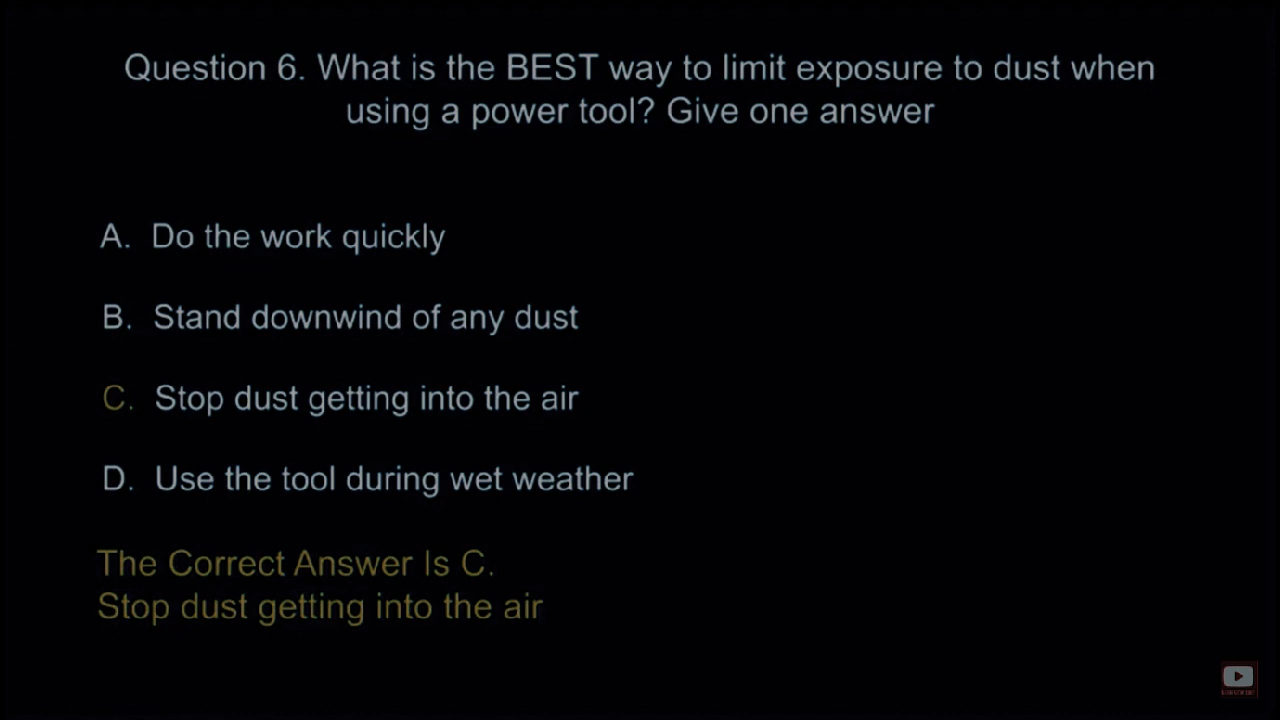 Question 6. What is the BEST way to limit exposure to dust when
using a power tool? Give one answer
A. Do the work quickly
B. Stand downwind of any dust
C. Stop dust getting into the air
D. Use the tool during wet weather
The Correct Answer Is C.
Stop dust getting into the air
SUBSCRIBE